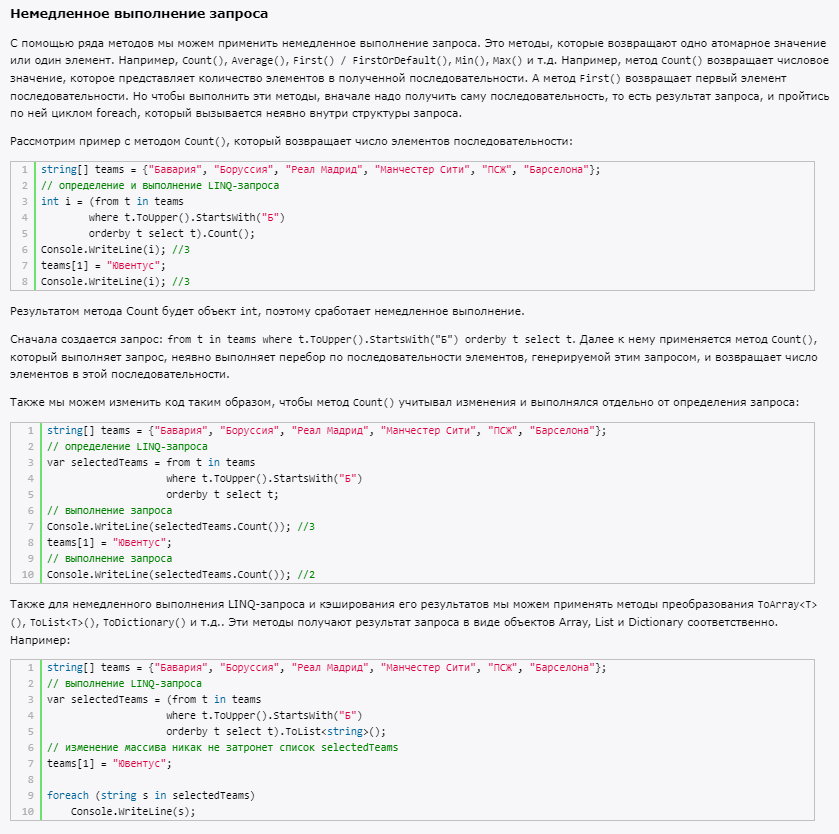 Немедленное выполнение запроса
С помощью ряда методов мы можем применить немедленное выполнение запроса. Это методы, которые возвращают одно атомарное значение
или один элемент. Например, Count(), Average(), First() / FirstOrDefault(), Min(), Max() и т.д. Например, метод Count() возвращает числовое
значение, которое представляет количество элементов в полученной последовательности. А метод First() возвращает первый элемент
последовательности. Но чтобы выполнить эти методы, вначале надо получить саму последовательность, то есть результат запроса, и пройтись
по ней циклом foreach, который вызывается неявно внутри структуры запроса.
Рассмотрим пример с методом Count(), который возвращает число элементов последовательности:
1 string[] teams = {"Бавария", "Боруссия", "Реал Мадрид", "Манчестер Сити", "ПСЖ", "Барселона"};
2 // определение и выполнение LINQ-запроса
3 int i = (from t in teams
4 where t.ToUpper().StartsWith("Б")
5 orderby t select t).Count();
6 Console.WriteLine(i); //3
7 teams[1] = "Ювентус";
8 Console.WriteLine(i); //3
Результатом метода Count будет объект int, поэтому сработает немедленное выполнение.
Сначала создается запрос: from t in teams where t.ToUpper().StartsWith("Б") orderby t select t. Далее к нему применяется метод Count(),
который выполняет запрос, неявно выполняет перебор по последовательности элементов, генерируемой этим запросом, и возвращает число
элементов в этой последовательности.
Также мы можем изменить код таким образом, чтобы метод Count() учитывал изменения и выполнялся отдельно от определения запроса:
1 string[] teams = {"Бавария", "Боруссия", "Реал Мадрид", "Манчестер Сити", "ПСЖ", "Барселона"};
2 // определение LINQ-запроса
3 var selectedTeams = from t in teams
4 where t.ToUpper().StartsWith("Б")
5 orderby t select t;
6 // выполнение запроса
7 Console.WriteLine(selectedTeams.Count()); //3
8 teams[1] = "Ювентус";
9 // выполнение запроса
10 Console.WriteLine(selectedTeams.Count()); //2
Также для немедленного выполнения LINQ-запроса и кэширования его результатов мы можем применять методы преобразования ToArray<T>
(), ToList<T>(), ToDictionary() и т.д.. Эти методы получают результат запроса в виде объектов Array, List и Dictionary соответственно.
Например:
1 string[] teams = {"Бавария", "Боруссия", "Реал Мадрид", "Манчестер Сити", "ПСЖ", "Барселона"};
2 // выполнение LINQ-запроса
3 var selectedTeams = (from t in teams
4 where t.ToUpper().StartsWith("Б")
5 orderby t select t).ToList<string>();
6 // изменение массива никак не затронет список selectedTeams
7 teams[1] = "Ювентус";
8
9 foreach (string s in selectedTeams)
10 Console.WriteLine(s);